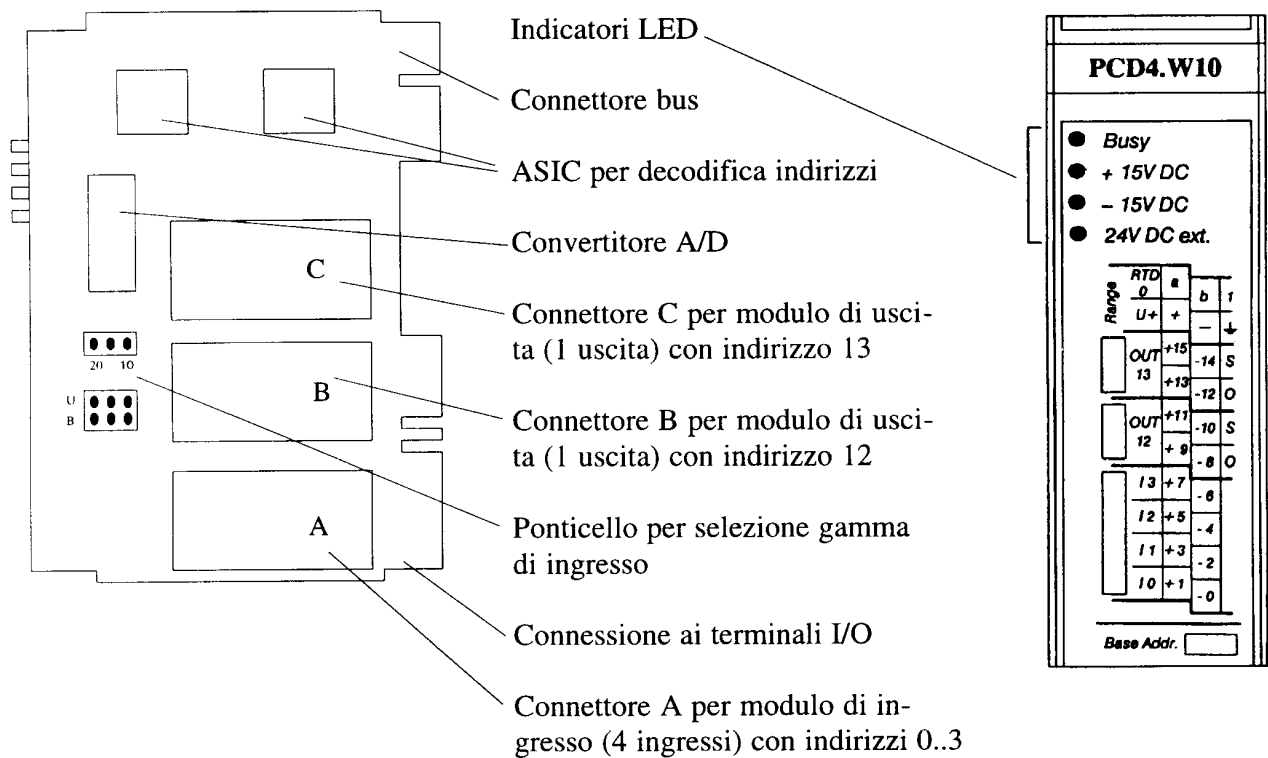 Indicatori LED
Connettore bus
ASIC per decodifica indirizzi
Convertitore A/D
Connettore C per modulo di usci-
ta (1 uscita) con indirizzo 13
Connettore B per modulo di usci-
ta (1 uscita) con indirizzo 12
Ponticello per selezione gamma
di ingresso
Connessione ai terminali I/O
Connettore A per modulo di in-
gresso (4 ingressi) con indirizzi 0..3
C
B
A
20 10
U
B
PCD4.W10
Busy
+ 15V DC
- 15V DC
24V DC ext.
Range
RTD a
0 b 1
U+ + – ⏚
OUT +15 -14 S
13 +13 -12 O
OUT +11 -10 S
12 + 9 - 8 O
I 3 +7 - 6
I 2 +5 - 4
I 1 +3 - 2
I 0 +1 - 0
Base Addr.